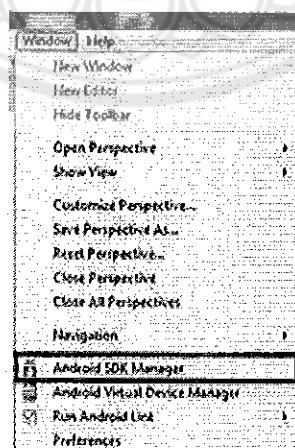 Window Help
New Window
New Editor
Hide Toolbar
Open Perspective
Show View
Customize Perspective...
Save Perspective As...
Reset Perspective...
Close Perspective
Close All Perspectives
Navigation
Android SDK Manager
Android Virtual Device Manager
Run Android Lint
Preferences